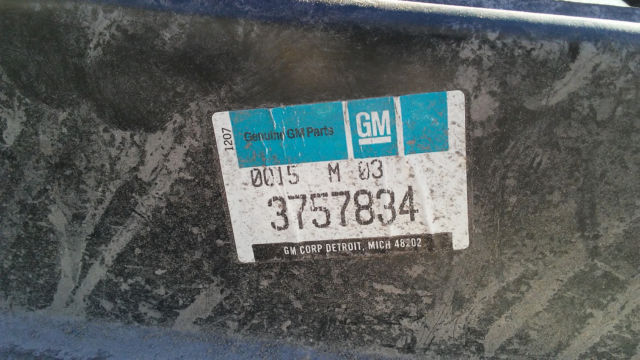 1207
Genuine GM Parts
GM
0015 M 03
3757834
GM CORP DETROIT, MICH 48202